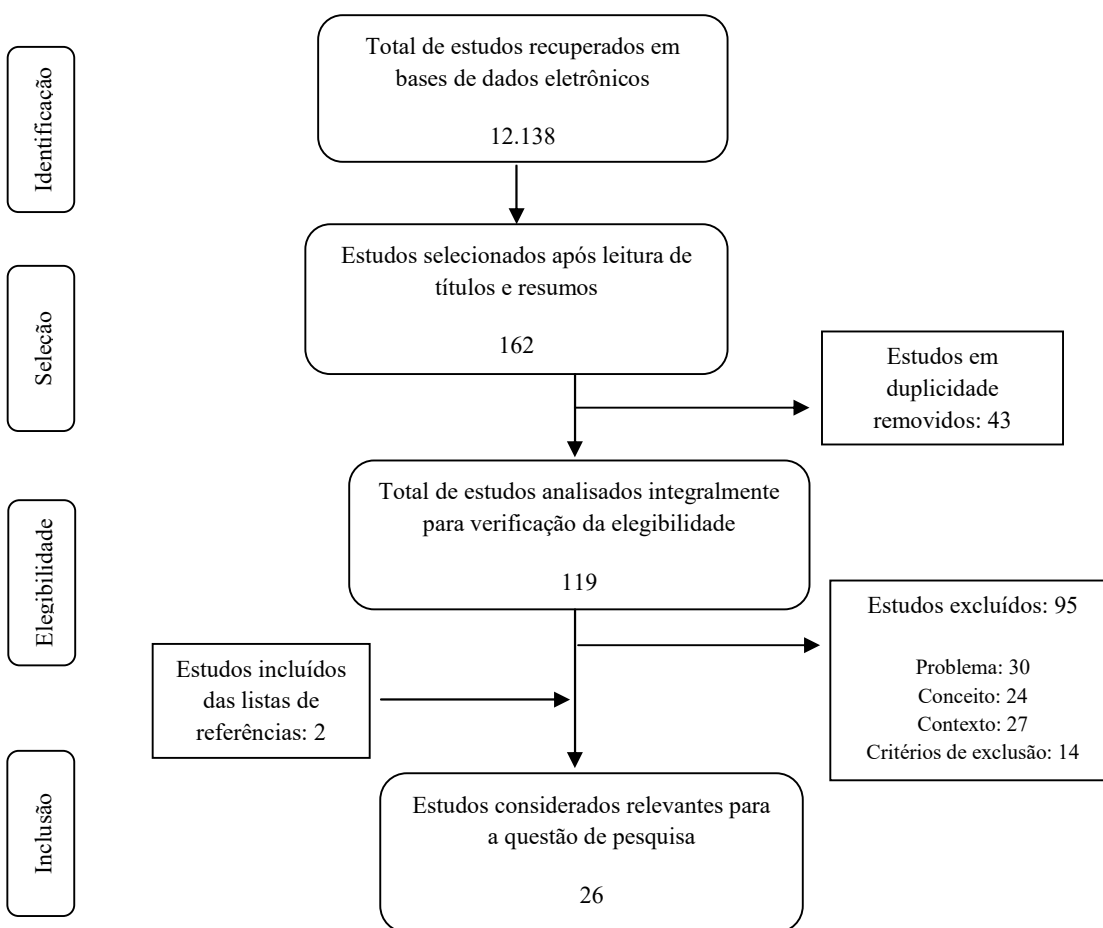 Identificação
Total de estudos recuperados em
bases de dados eletrônicos
12.138
Seleção
Estudos selecionados após leitura de
títulos e resumos
162
Estudos em
duplicidade
removidos: 43
Elegibilidade
Total de estudos analisados integralmente
para verificação da elegibilidade
119
Estudos excluídos: 95
Problema: 30
Conceito: 24
Contexto: 27
Critérios de exclusão: 14
Estudos incluídos
das listas de
referências: 2
Inclusão
Estudos considerados relevantes para
a questão de pesquisa
26